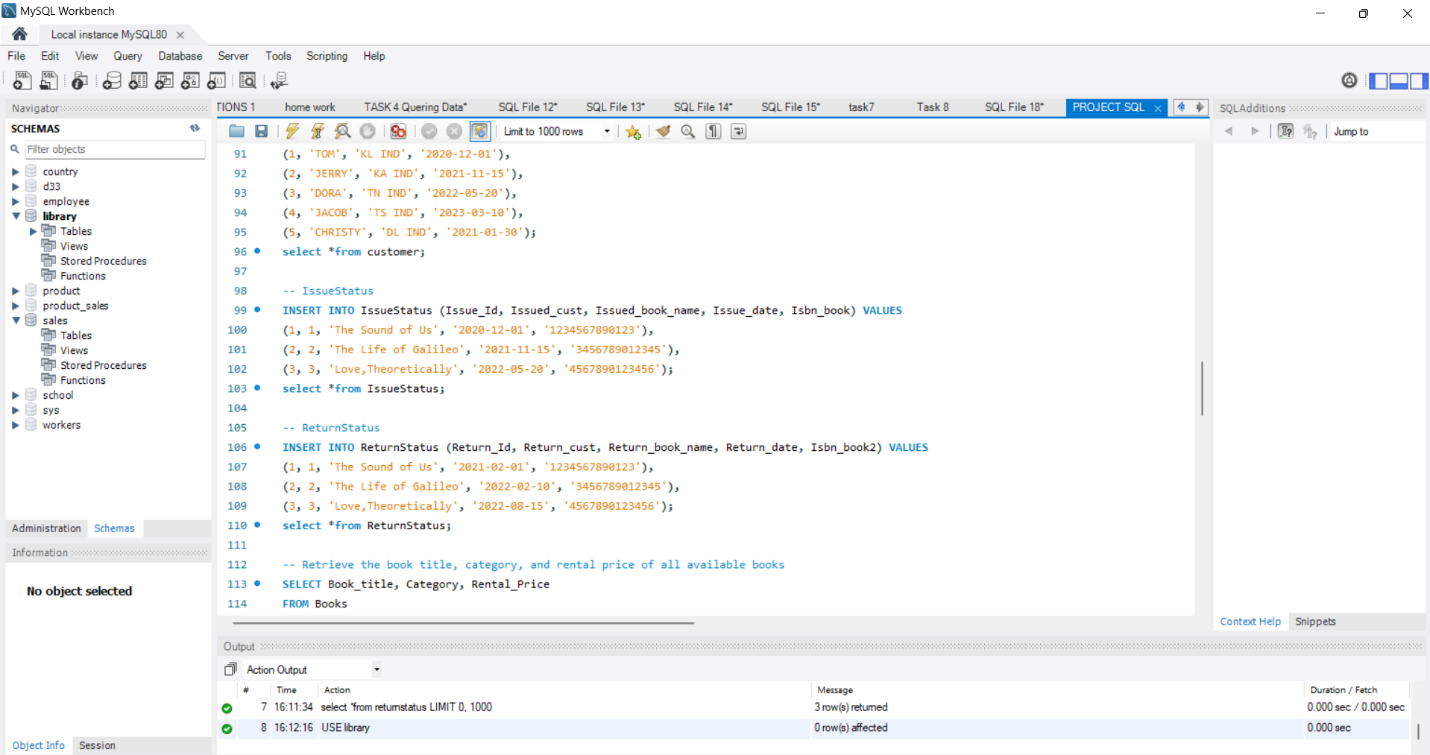 MySQL Workbench
Local instance MySQL80
File Edit View Query Database Server Tools Scripting Help
Navigator
SCHEMAS
Filter objects
country
d33
employee
library
Tables
Views
Stored Procedures
Functions
product
product_sales
sales
Tables
Views
Stored Procedures
Functions
school
sys
workers
Administration Schemas
Information
No object selected
Object Info Session
TIONS 1 home work TASK 4 Quering Data* SQL File 12* SQL File 13* SQL File 14* SQL File 15* task7 Task 8 SQL File 18* PROJECT SQL
Limit to 1000 rows
91 (1, 'TOM', 'KL IND', '2020-12-01'),
92 (2, 'JERRY', 'KA IND', '2021-11-15'),
93 (3, 'DORA', 'TN IND', '2022-05-20'),
94 (4, 'JACOB', 'TS IND', '2023-03-10'),
95 (5, 'CHRISTY', 'DL IND', '2021-01-30');
96 select *from customer;
97
98 -- IssueStatus
99 INSERT INTO IssueStatus (Issue_Id, Issued_cust, Issued_book_name, Issue_date, Isbn_book) VALUES
100 (1, 1, 'The Sound of Us', '2020-12-01', '1234567890123'),
101 (2, 2, 'The Life of Galileo', '2021-11-15', '3456789012345'),
102 (3, 3, 'Love,Theoretically', '2022-05-20', '4567890123456');
103 select *from IssueStatus;
104
105 -- ReturnStatus
106 INSERT INTO ReturnStatus (Return_Id, Return_cust, Return_book_name, Return_date, Isbn_book2) VALUES
107 (1, 1, 'The Sound of Us', '2021-02-01', '1234567890123'),
108 (2, 2, 'The Life of Galileo', '2022-02-10', '3456789012345'),
109 (3, 3, 'Love,Theoretically', '2022-08-15', '4567890123456');
110 select *from ReturnStatus;
111
112 -- Retrieve the book title, category, and rental price of all available books
113 SELECT Book_title, Category, Rental_Price
114 FROM Books
SQLAdditions
Jump to
Context Help Snippets
Output
Action Output
# Time Action Message Duration / Fetch
7 16:11:34 select *from returnstatus LIMIT 0, 1000 3 row(s) returned 0.000 sec / 0.000 sec
8 16:12:16 USE library 0 row(s) affected 0.000 sec